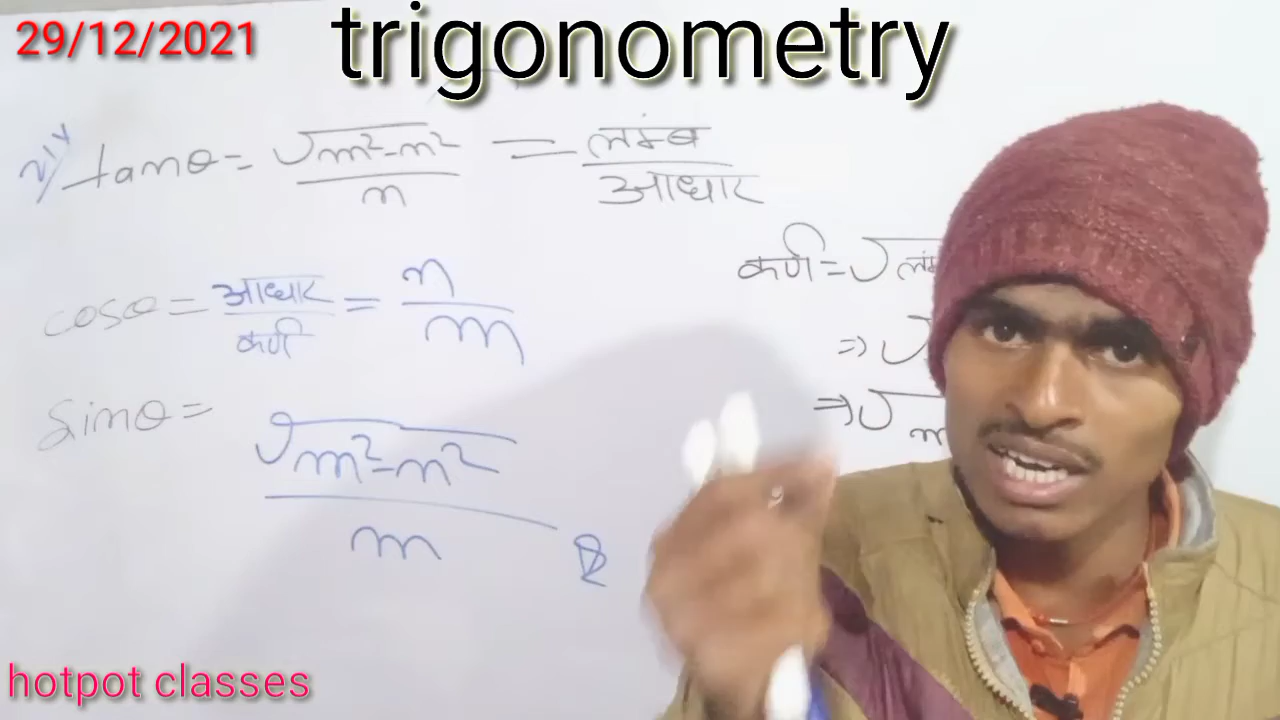 29/12/2021
trigonometry
tanθ = √m²-n² / n = लम्ब / आधार
कर्ण = √
cosθ = आधार / कर्ण = n / m
⇒ √
sinθ =
⇒ √m
√m²-n² / m
hotpot classes